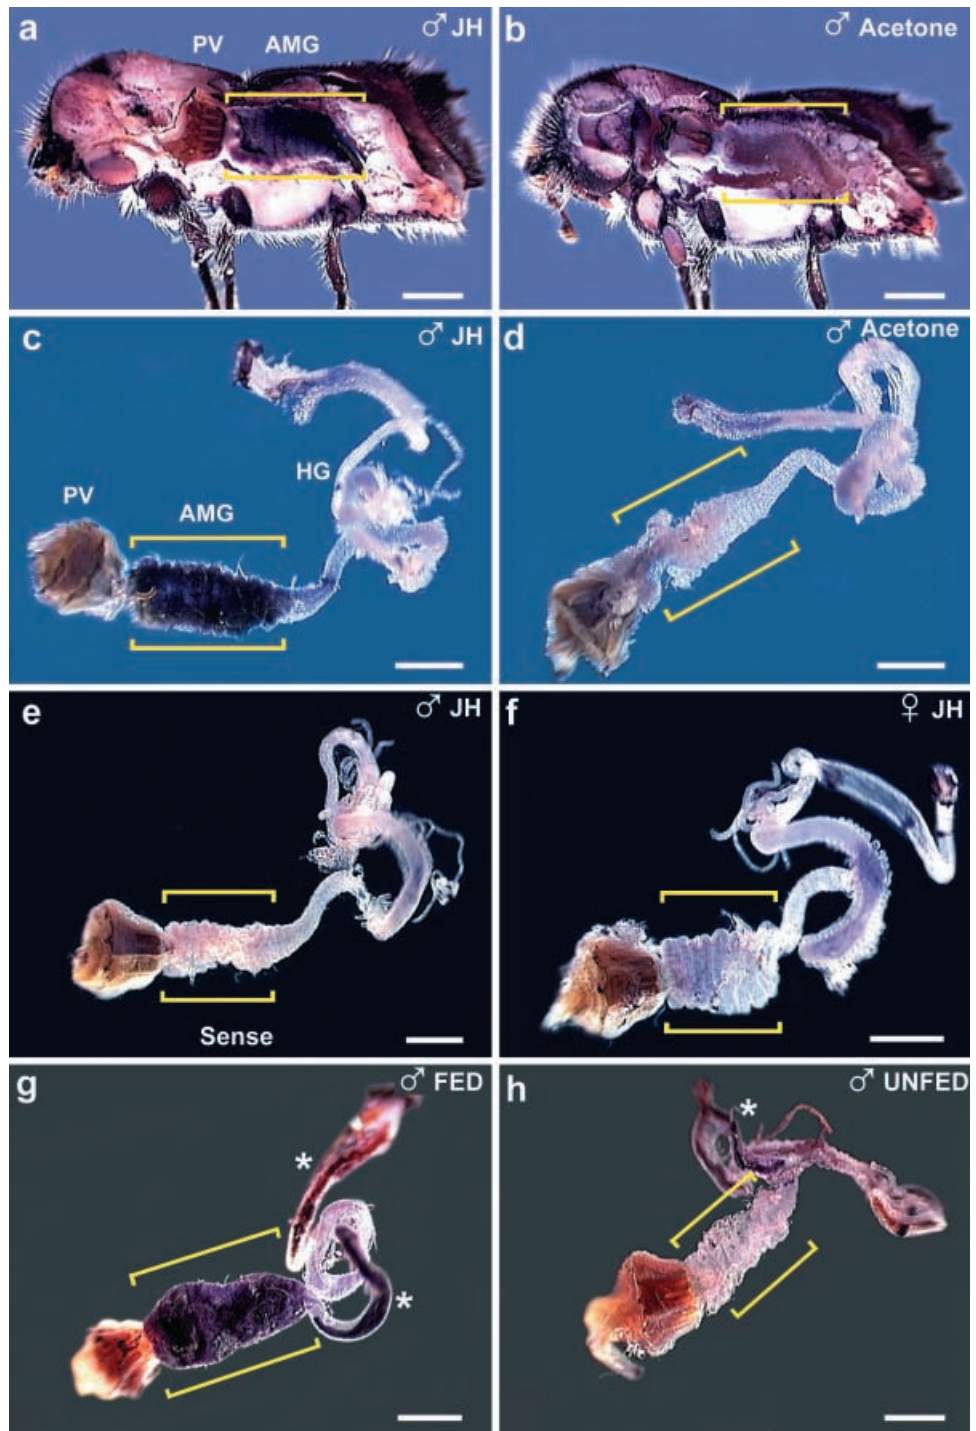 a
PV
AMG
♂ JH
b
♂ Acetone
c
♂ JH
PV
AMG
HG
d
♂ Acetone
e
♂ JH
Sense
f
♀ JH
g
♂ FED
*
*
h
♂ UNFED
*